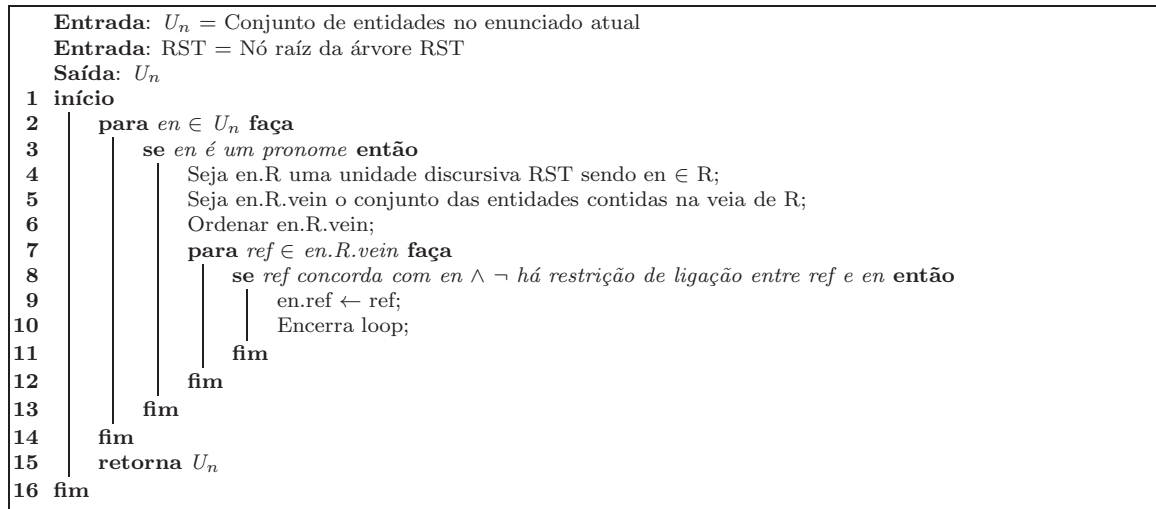 Entrada: Un = Conjunto de entidades no enunciado atual
Entrada: RST = Nó raíz da árvore RST
Saída: Un
1 início
2 para en ∈ Un faça
3 se en é um pronome então
4 Seja en.R uma unidade discursiva RST sendo en ∈ R;
5 Seja en.R.vein o conjunto das entidades contidas na veia de R;
6 Ordenar en.R.vein;
7 para ref ∈ en.R.vein faça
8 se ref concorda com en ∧ ¬ há restrição de ligação entre ref e en então
9 en.ref ← ref;
10 Encerra loop;
11 fim
12 fim
13 fim
14 fim
15 retorna Un
16 fim